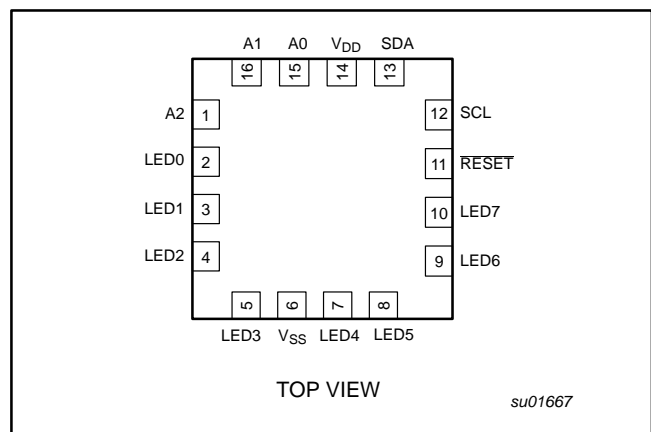 A1 A0 VDD SDA
16 15 14 13
A2 1 12 SCL
LED0 2 11 RESET
LED1 3 10 LED7
LED2 4 9 LED6
5 6 7 8
LED3 VSS LED4 LED5
TOP VIEW
su01667